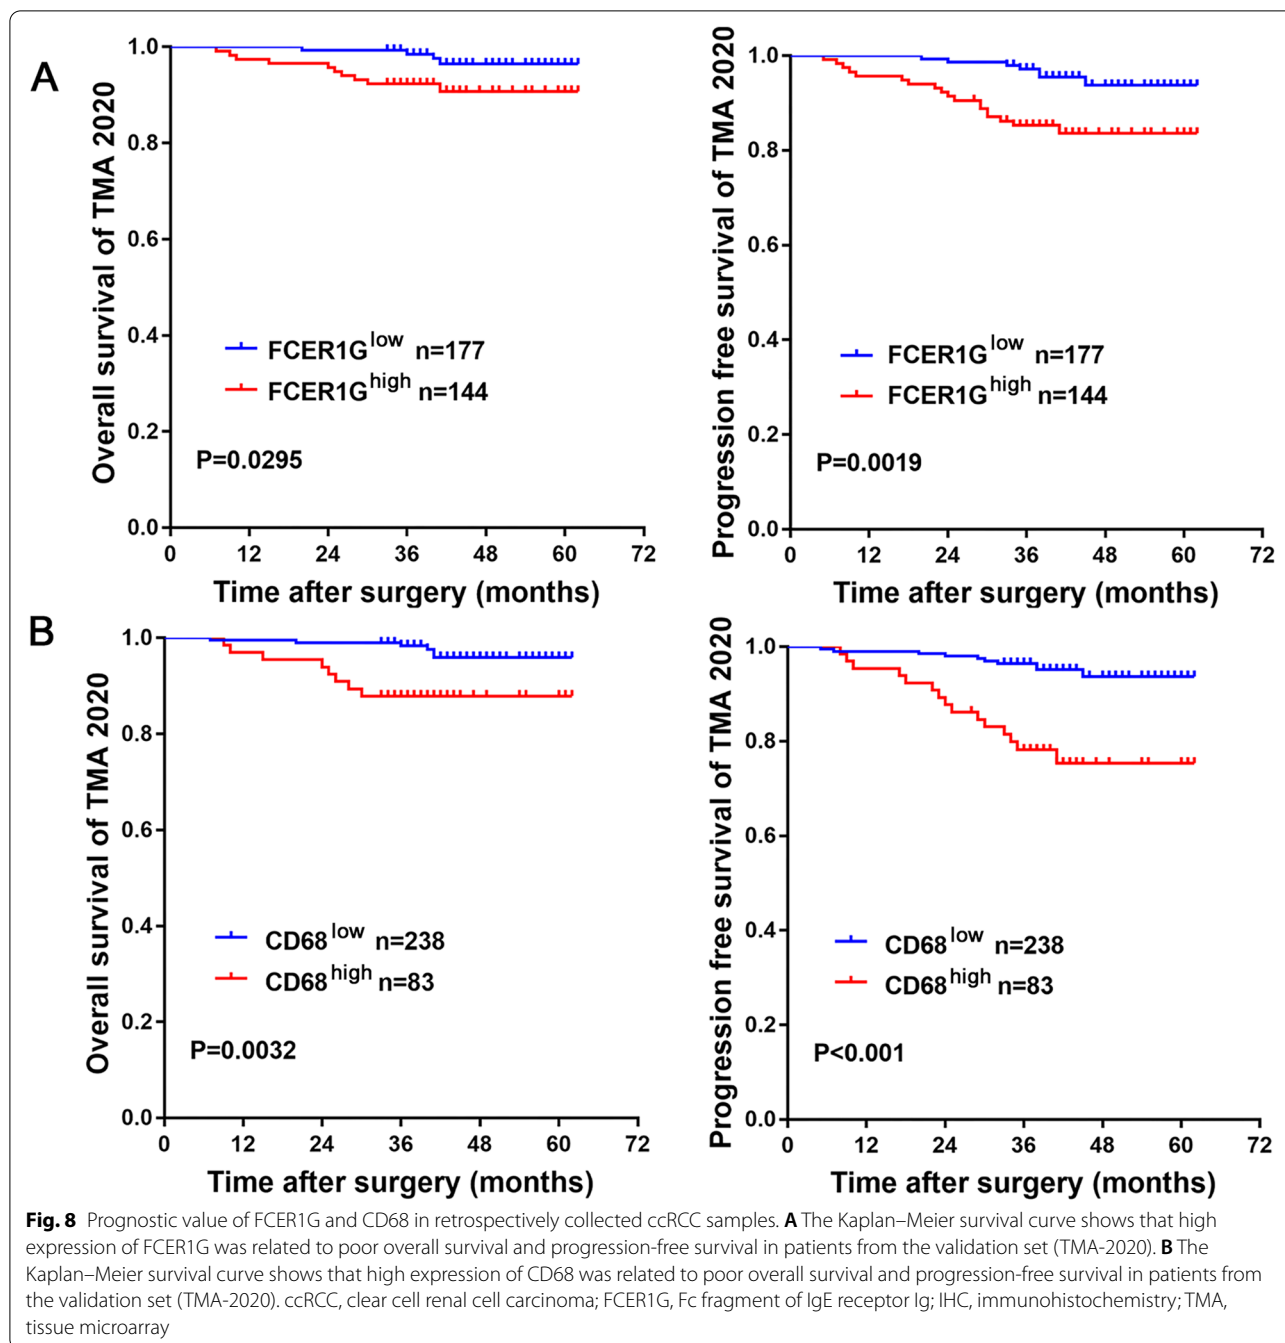 A
Overall survival of TMA 2020
1.0
0.8
0.6
0.4
0.2
0.0
FCER1G^low n=177
FCER1G^high n=144
P=0.0295
0 12 24 36 48 60 72
Time after surgery (months)
Progression free survival of TMA 2020
1.0
0.8
0.6
0.4
0.2
0.0
FCER1G^low n=177
FCER1G^high n=144
P=0.0019
0 12 24 36 48 60 72
Time after surgery (months)
B
Overall survival of TMA 2020
1.0
0.8
0.6
0.4
0.2
0.0
CD68^low n=238
CD68^high n=83
P=0.0032
0 12 24 36 48 60 72
Time after surgery (months)
Progression free survival of TMA 2020
1.0
0.8
0.6
0.4
0.2
0.0
CD68^low n=238
CD68^high n=83
P<0.001
0 12 24 36 48 60 72
Time after surgery (months)
Fig. 8 Prognostic value of FCER1G and CD68 in retrospectively collected ccRCC samples. A The Kaplan–Meier survival curve shows that high
expression of FCER1G was related to poor overall survival and progression-free survival in patients from the validation set (TMA-2020). B The
Kaplan–Meier survival curve shows that high expression of CD68 was related to poor overall survival and progression-free survival in patients from
the validation set (TMA-2020). ccRCC, clear cell renal cell carcinoma; FCER1G, Fc fragment of IgE receptor Ig; IHC, immunohistochemistry; TMA,
tissue microarray